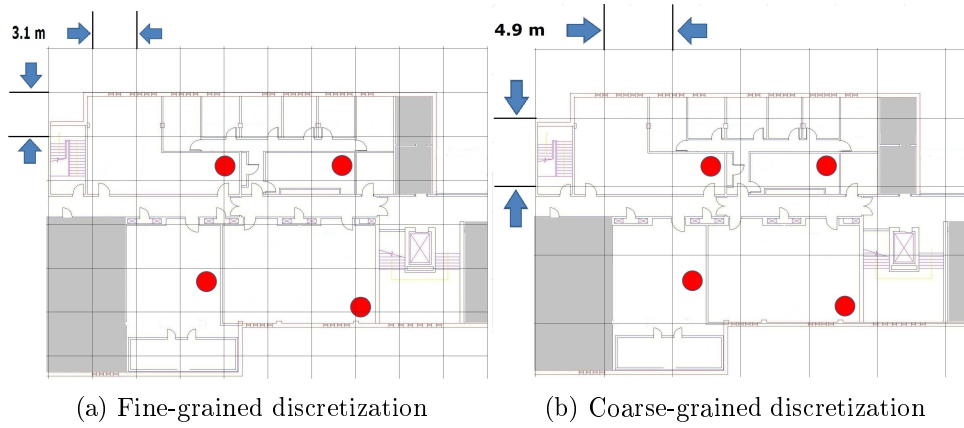 3.1 m
4.9 m
(a) Fine-grained discretization
(b) Coarse-grained discretization